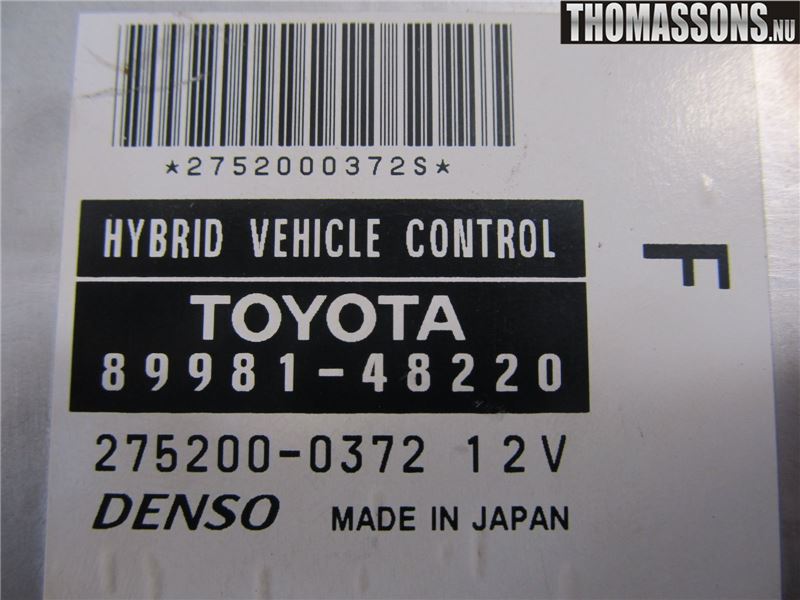 THOMASSONS.NU
*2752000372S*
HYBRID VEHICLE CONTROL
F
TOYOTA
89981-48220
275200-0372 12V
DENSO MADE IN JAPAN